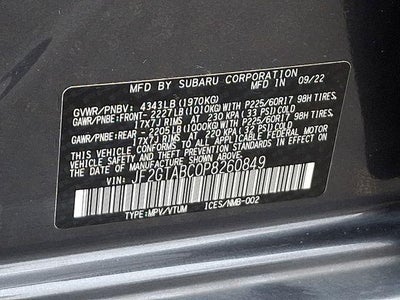 MFD BY SUBARU CORPORATION
MFD IN 09/22
GVWR/PNBV: 4343LB (1970KG)
GAWR/PNBE: FRONT- 2227LB (1010KG) WITH P225/60R17 98H TIRES,
17X7J RIMS AT 230 KPA (33 PSI) COLD
GAWR/PNBE: REAR - 2205LB (1000KG) WITH P225/60R17 98H TIRES,
17X7J RIMS AT 220 KPA (32 PSI) COLD
THIS VEHICLE CONFORMS TO ALL APPLICABLE FEDERAL MOTOR
VEHICLE SAFETY AND BUMPER STANDARDS IN EFFECT ON
THE DATE OF MANUFACTURE SHOWN ABOVE.
JF2GTABC0P8260849
TYPE:MPV/VTUM ICES/NMB-002